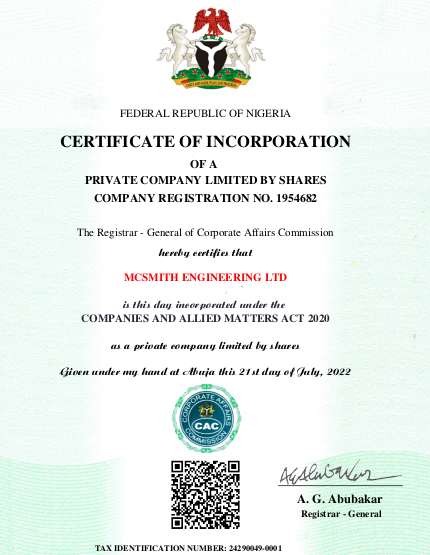 FEDERAL REPUBLIC OF NIGERIA
CERTIFICATE OF INCORPORATION
OF A
PRIVATE COMPANY LIMITED BY SHARES
COMPANY REGISTRATION NO. 1954682
The Registrar - General of Corporate Affairs Commission
hereby certifies that
MCSMITH ENGINEERING LTD
is this day incorporated under the
COMPANIES AND ALLIED MATTERS ACT 2020
as a private company limited by shares
Given under my hand at Abuja this 21st day of July, 2022
CORPORATE AFFAIRS
CAC
COMMISSION
A. G. Abubakar
Registrar - General
TAX IDENTIFICATION NUMBER: 24290049-0001